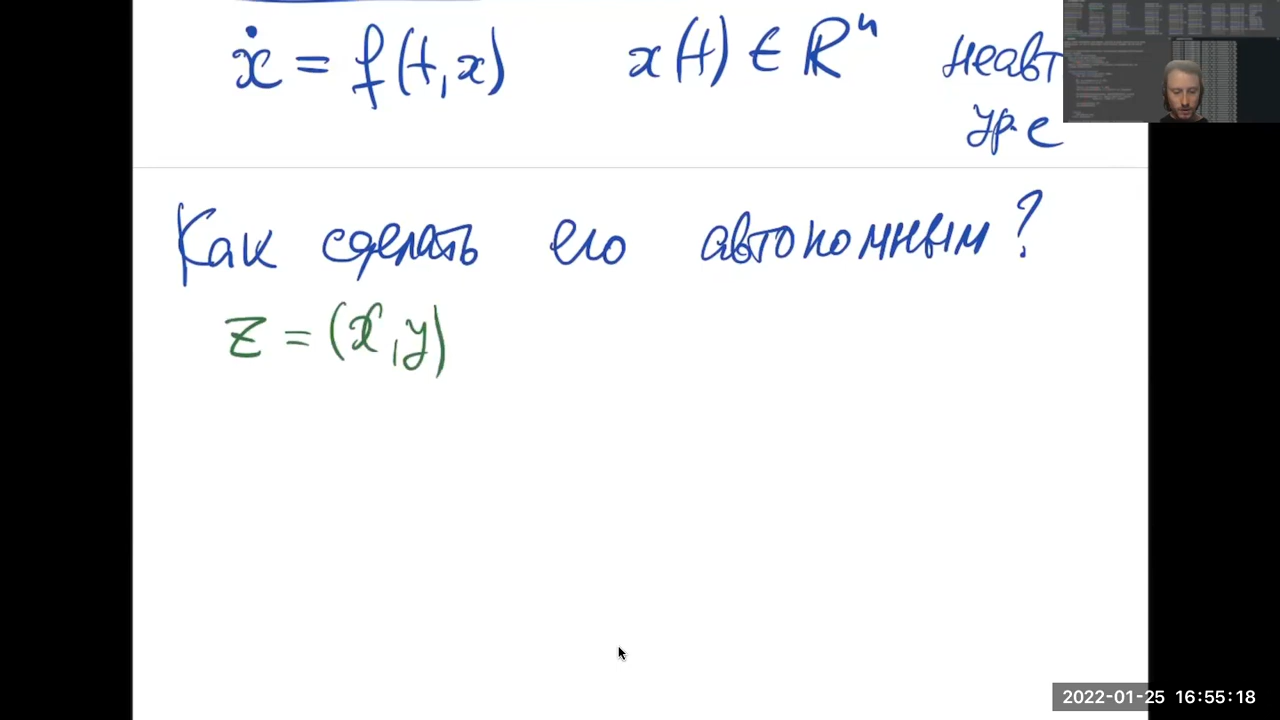 ẋ = f(t,x) x(t) ∈ ℝⁿ неавт
ур-е
Как сделать его автономным?
z = (x,y)
2022-01-25 16:55:18